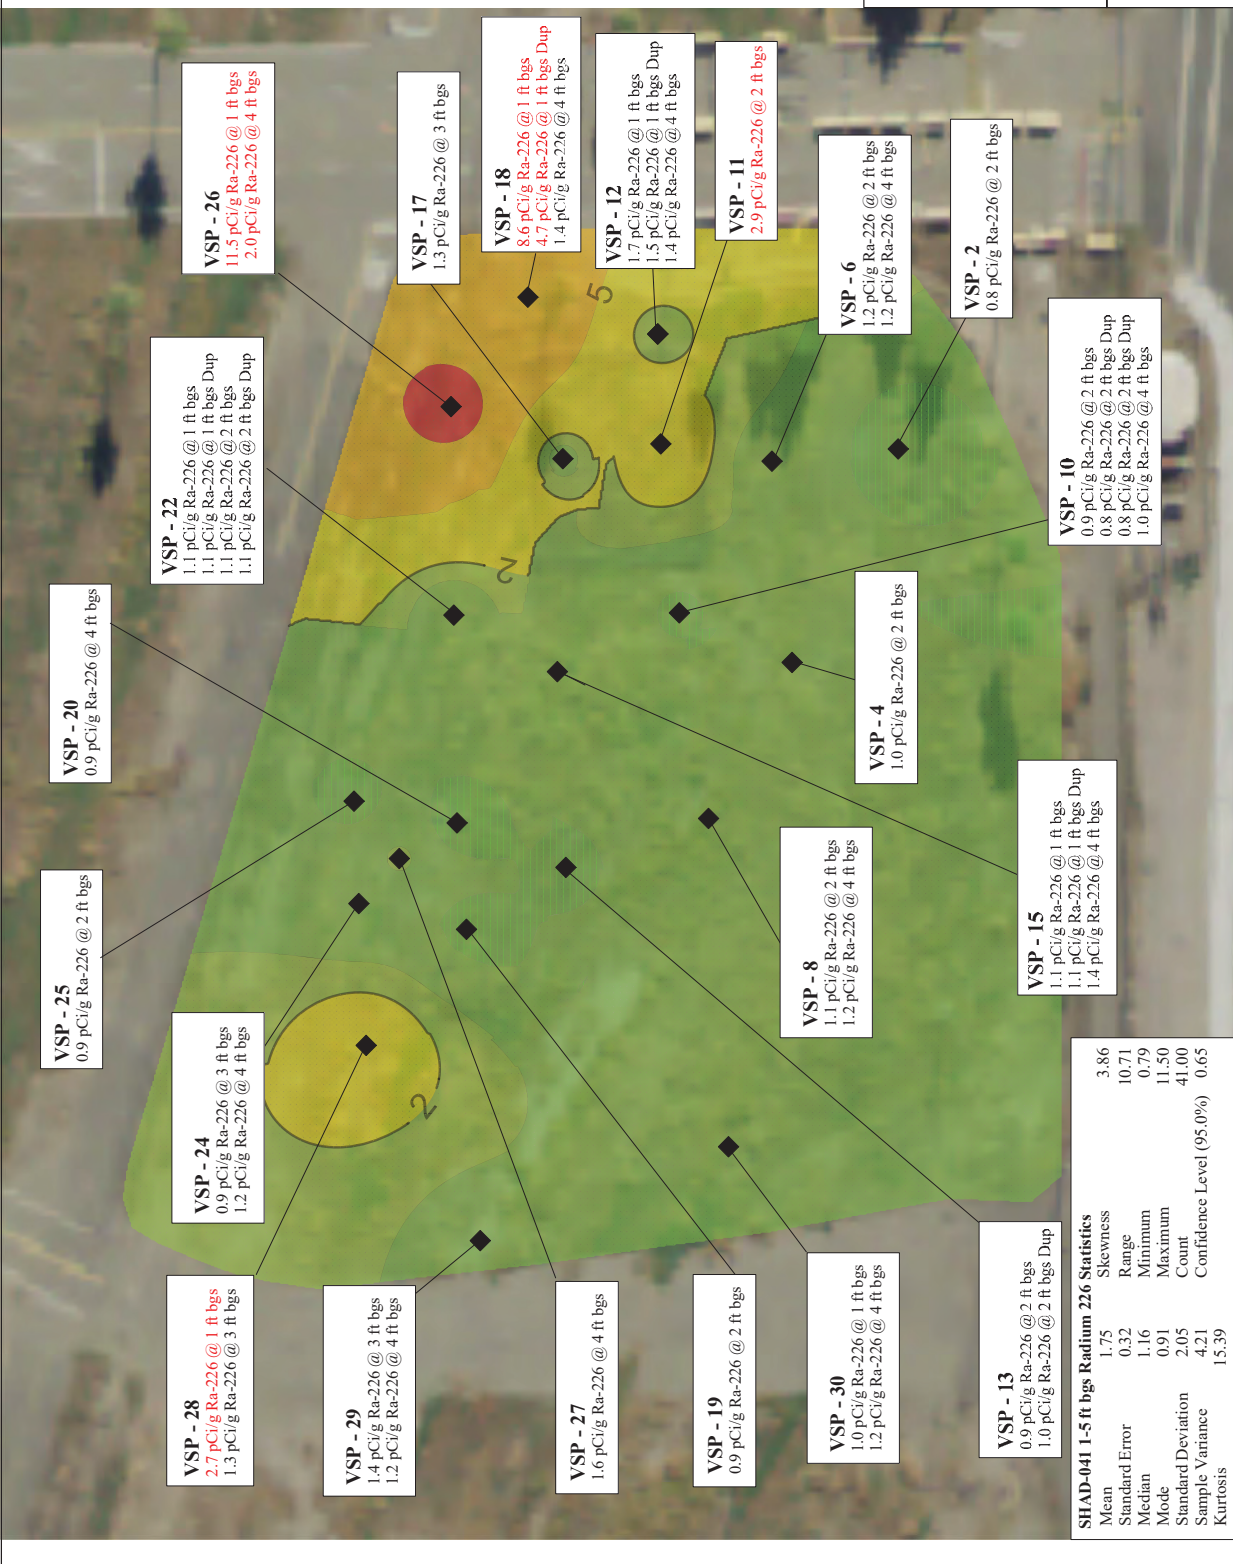 VSP - 26
11.5 pCi/g Ra-226 @ 1 ft bgs
2.0 pCi/g Ra-226 @ 4 ft bgs
VSP - 17
1.3 pCi/g Ra-226 @ 3 ft bgs
VSP - 18
8.6 pCi/g Ra-226 @ 1 ft bgs
4.7 pCi/g Ra-226 @ 1 ft bgs Dup
1.4 pCi/g Ra-226 @ 4 ft bgs
VSP - 12
1.7 pCi/g Ra-226 @ 1 ft bgs
1.5 pCi/g Ra-226 @ 1 ft bgs Dup
1.4 pCi/g Ra-226 @ 4 ft bgs
VSP - 11
2.9 pCi/g Ra-226 @ 2 ft bgs
VSP - 6
1.2 pCi/g Ra-226 @ 2 ft bgs
1.2 pCi/g Ra-226 @ 4 ft bgs
VSP - 2
0.8 pCi/g Ra-226 @ 2 ft bgs
VSP - 22
1.1 pCi/g Ra-226 @ 1 ft bgs
1.1 pCi/g Ra-226 @ 1 ft bgs Dup
1.1 pCi/g Ra-226 @ 2 ft bgs
1.1 pCi/g Ra-226 @ 2 ft bgs Dup
5
2
VSP - 10
0.9 pCi/g Ra-226 @ 2 ft bgs
0.8 pCi/g Ra-226 @ 2 ft bgs Dup
0.8 pCi/g Ra-226 @ 2 ft bgs Dup
1.0 pCi/g Ra-226 @ 4 ft bgs
VSP - 20
0.9 pCi/g Ra-226 @ 4 ft bgs
VSP - 4
1.0 pCi/g Ra-226 @ 2 ft bgs
VSP - 25
0.9 pCi/g Ra-226 @ 2 ft bgs
VSP - 8
1.1 pCi/g Ra-226 @ 2 ft bgs
1.2 pCi/g Ra-226 @ 4 ft bgs
VSP - 15
1.1 pCi/g Ra-226 @ 1 ft bgs
1.1 pCi/g Ra-226 @ 1 ft bgs Dup
1.4 pCi/g Ra-226 @ 4 ft bgs
VSP - 24
0.9 pCi/g Ra-226 @ 3 ft bgs
1.2 pCi/g Ra-226 @ 4 ft bgs
2
VSP - 28
2.7 pCi/g Ra-226 @ 1 ft bgs
1.3 pCi/g Ra-226 @ 3 ft bgs
VSP - 29
1.4 pCi/g Ra-226 @ 3 ft bgs
1.2 pCi/g Ra-226 @ 4 ft bgs
VSP - 27
1.6 pCi/g Ra-226 @ 4 ft bgs
VSP - 19
0.9 pCi/g Ra-226 @ 2 ft bgs
VSP - 30
1.0 pCi/g Ra-226 @ 1 ft bgs
1.2 pCi/g Ra-226 @ 4 ft bgs
VSP - 13
0.9 pCi/g Ra-226 @ 2 ft bgs
1.0 pCi/g Ra-226 @ 2 ft bgs Dup
SHAD-041 1-5 ft bgs Radium 226 Statistics
Mean 1.75 Skewness 3.86
Standard Error 0.32 Range 10.71
Median 1.16 Minimum 0.79
Mode 0.91 Maximum 11.50
Standard Deviation 2.05 Count 41.00
Sample Variance 4.21 Confidence Level (95.0%) 0.65
Kurtosis 15.39